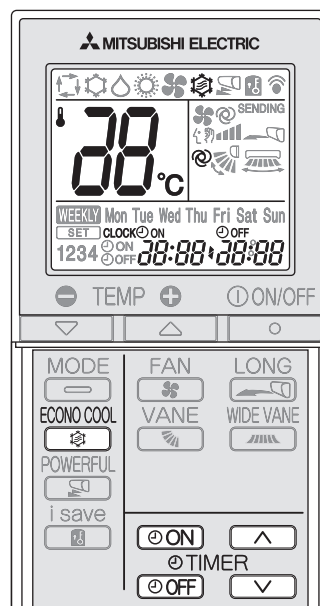 MITSUBISHI ELECTRIC
SENDING
88°C
WEEKLY Mon Tue Wed Thu Fri Sat Sun
SET CLOCK ON OFF
1234 ON OFF 88:88 88:88
TEMP ON/OFF
MODE FAN LONG
ECONO COOL VANE WIDE VANE
POWERFUL
i save
ON
TIMER
OFF